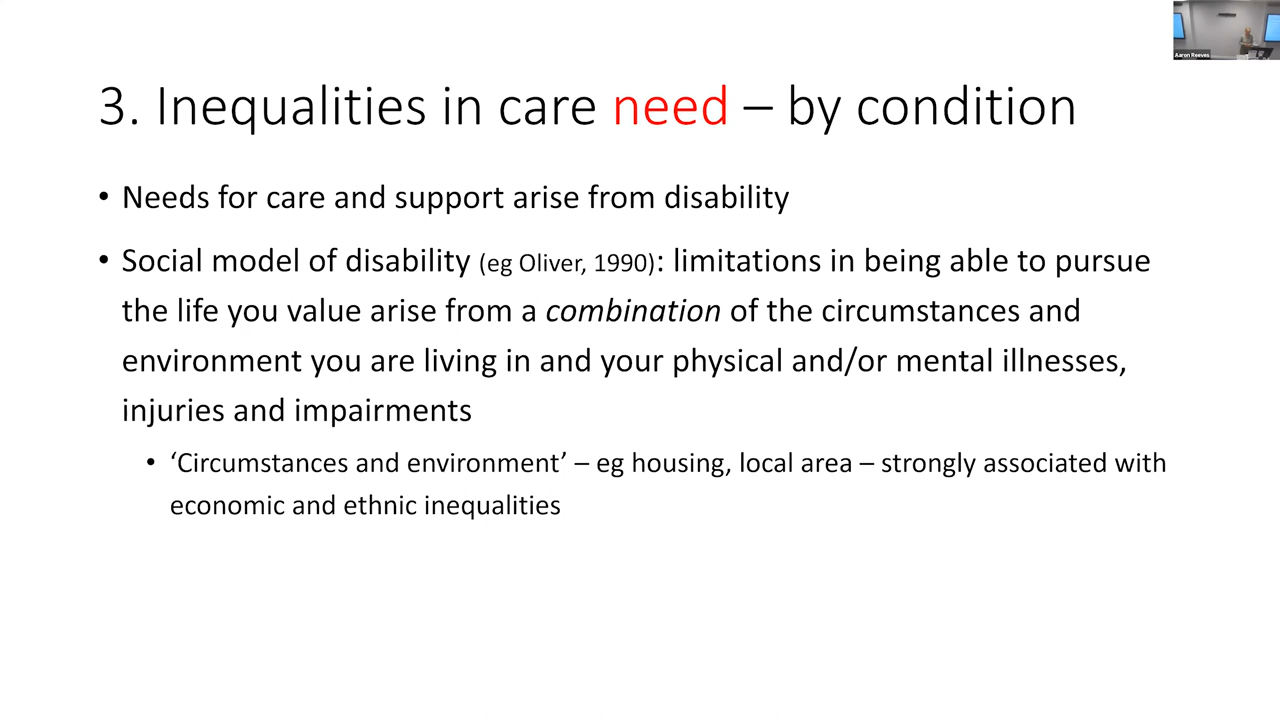 Aaron Reeves
3. Inequalities in care need – by condition
• Needs for care and support arise from disability
• Social model of disability (eg Oliver, 1990): limitations in being able to pursue
the life you value arise from a combination of the circumstances and
environment you are living in and your physical and/or mental illnesses,
injuries and impairments
• ‘Circumstances and environment’ – eg housing, local area – strongly associated with
economic and ethnic inequalities